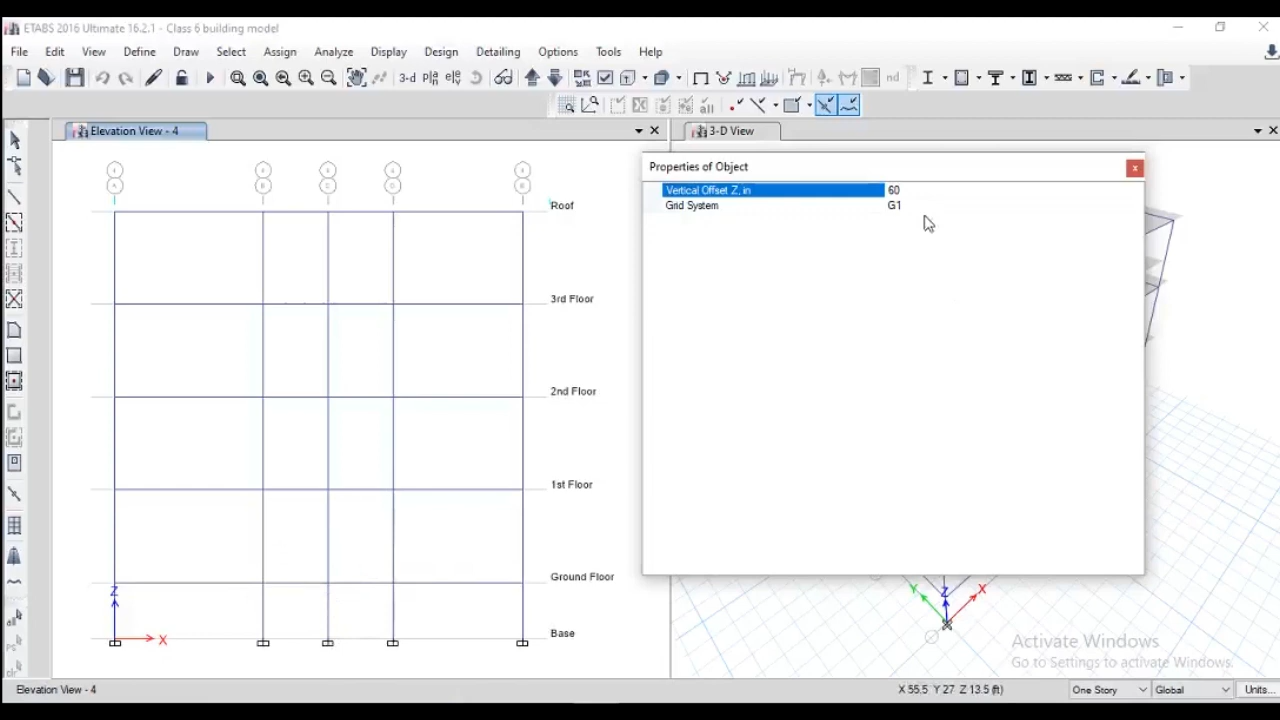 ETABS 2016 Ultimate 16.2.1 - Class 6 building model
File Edit View Define Draw Select Assign Analyze Display Design Detailing Options Tools Help
3-d
nd
all
Elevation View - 4
3-D View
Properties of Object
Vertical Offset Z, in 60
Grid System G1
Roof
3rd Floor
2nd Floor
1st Floor
Ground Floor
Base
Z
X
Y
Z
X
Activate Windows
Go to Settings to activate Windows.
Elevation View - 4
X 55.5 Y 27 Z 13.5 (ft)
One Story
Global
Units...